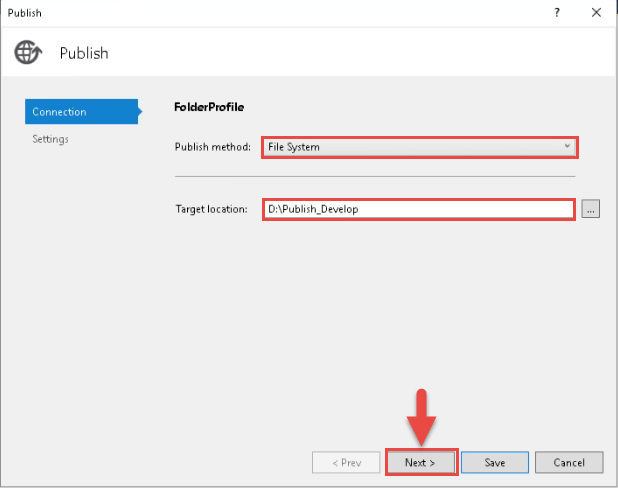 Publish
?
Publish
Connection
Settings
FolderProfile
Publish method: File System
Target location: D:\Publish_Develop ...
< Prev Next > Save Cancel